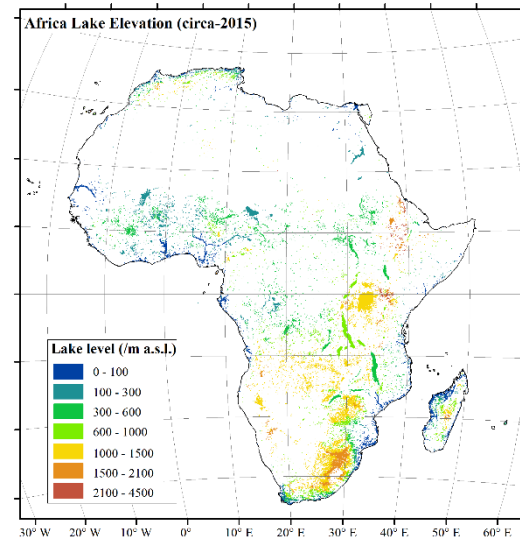 Africa Lake Elevation (circa-2015)
Lake level (/m a.s.l.)
0 - 100
100 - 300
300 - 600
600 - 1000
1000 - 1500
1500 - 2100
2100 - 4500
30° W 20° W 10° W 0° 10° E 20° E 30° E 40° E 50° E 60° E